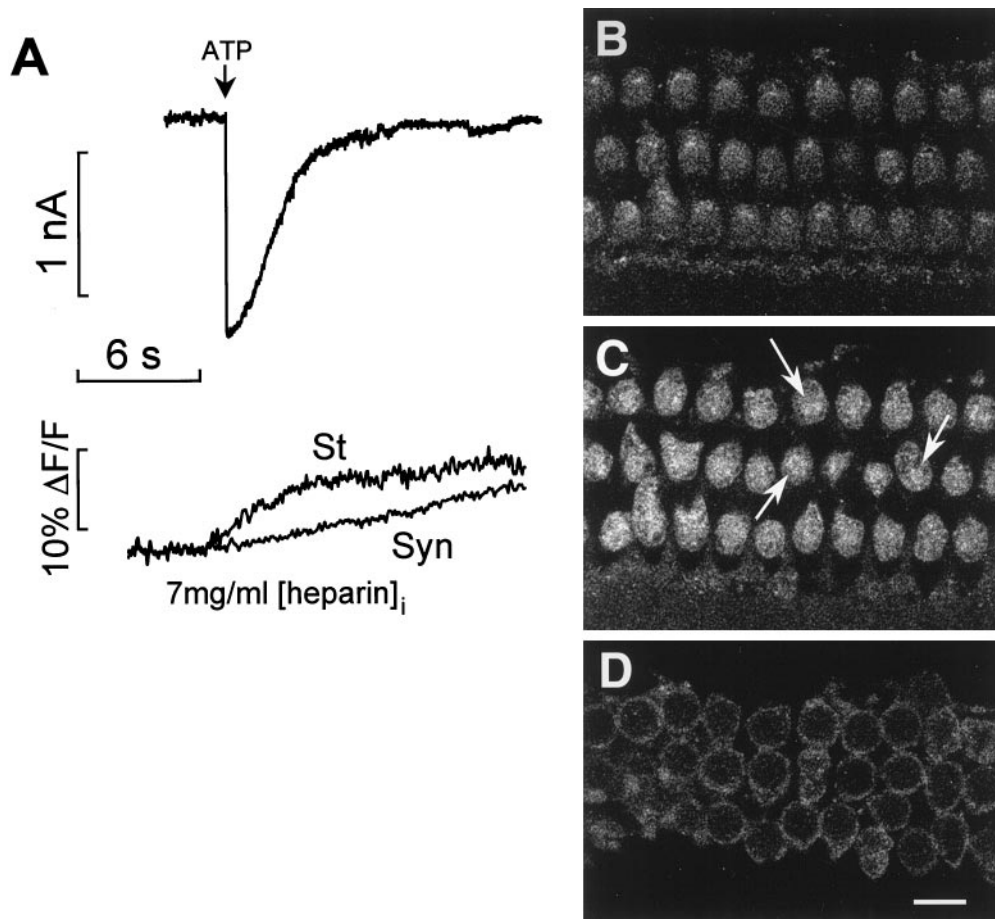 A
ATP
1 nA
6 s
10% ΔF/F
St
Syn
7mg/ml [heparin]i
B
C
D